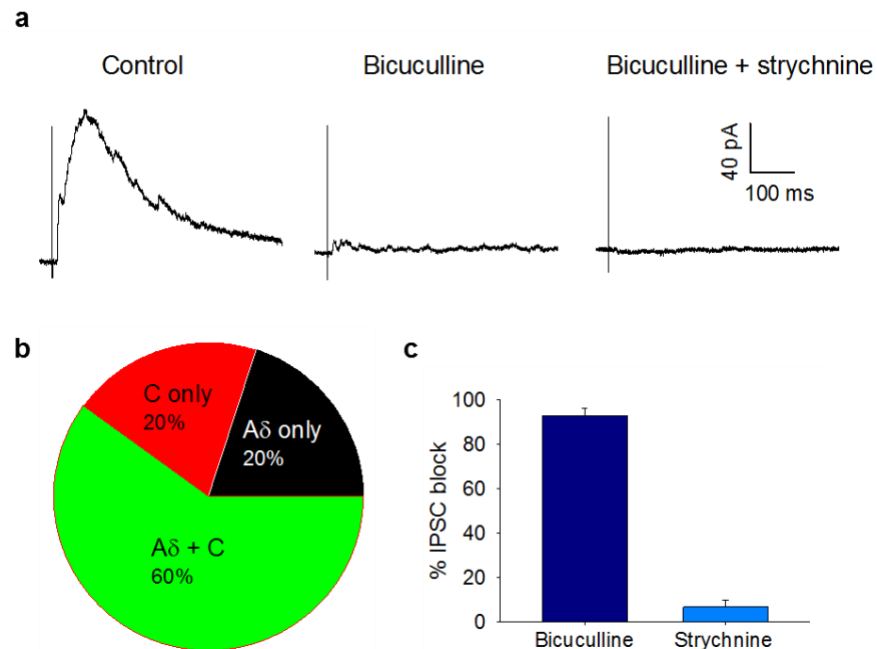 a
Control
Bicuculline
Bicuculline + strychnine
40 pA
100 ms
b
C only
20%
Aδ only
20%
Aδ + C
60%
c
% IPSC block
100
80
60
40
20
0
Bicuculline
Strychnine